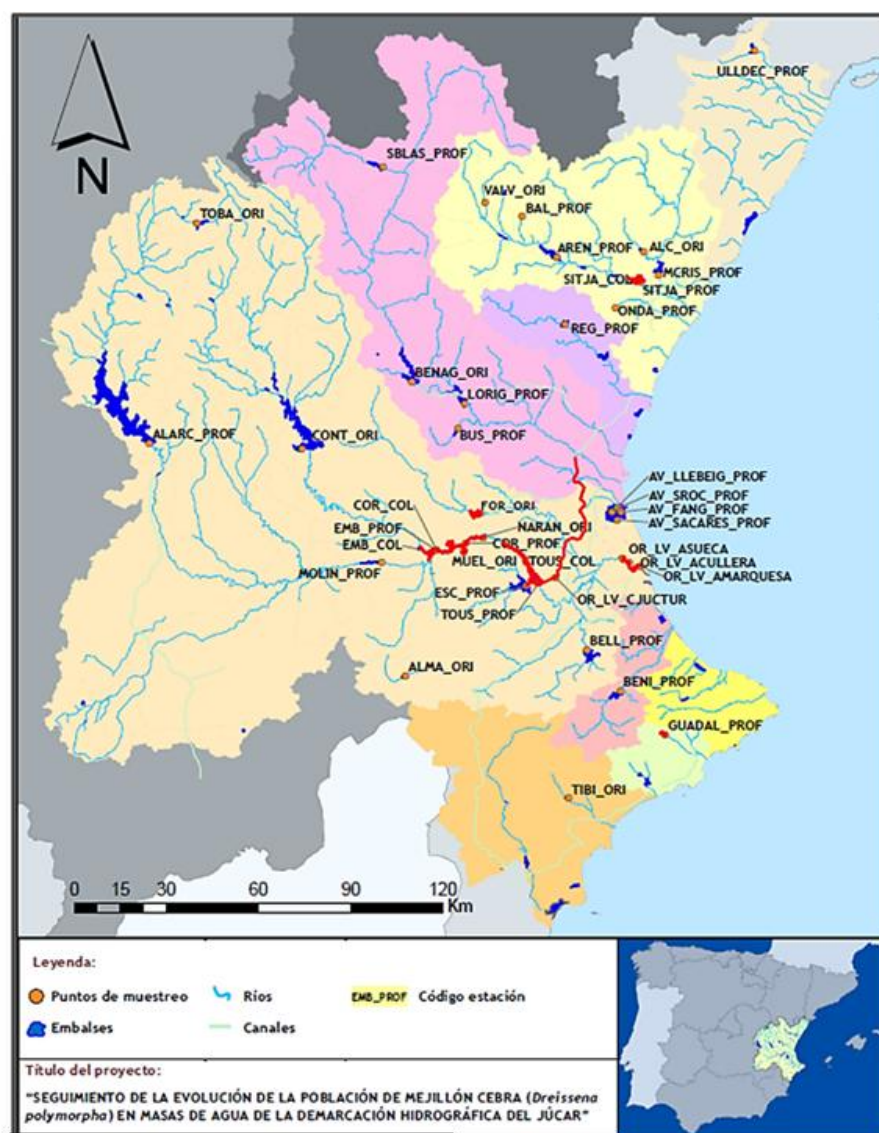 ULLDEC_PROF
SBLAS_PROF
VALV_ORI
BAL_PROF
TOBA_ORI
AREN_PROF
ALC_ORI
SITJA_COL
MCRIS_PROF
SITJA_PROF
ONDA_PROF
REG_PROF
BENAG_ORI
LORIG_PROF
ALARC_PROF
CONT_ORI
BUS_PROF
AV_LLEBEIG_PROF
AV_SROC_PROF
AV_FANG_PROF
AV_SACARES_PROF
COR_COL
FOR_ORI
EMB_PROF
NARAN_ORI
EMB_COL
COR_PROF
MUEL_ORI
TOUS_COL
OR_LV_ASUECA
OR_LV_ACULLERA
OR_LV_AMARQUESA
MOLIN_PROF
ESC_PROF
TOUS_PROF
OR_LV_CJUCTUR
BELL_PROF
ALMA_ORI
BENI_PROF
GUADAL_PROF
TIBI_ORI
N
0 15 30 60 90 120
Km
Leyenda:
Puntos de muestreo Ríos EMB_PROF Código estación
Embalses Canales
Título del proyecto:
"SEGUIMIENTO DE LA EVOLUCIÓN DE LA POBLACIÓN DE MEJILLÓN CEBRA (Dreissena
polymorpha) EN MASAS DE AGUA DE LA DEMARCACIÓN HIDROGRÁFICA DEL JÚCAR"